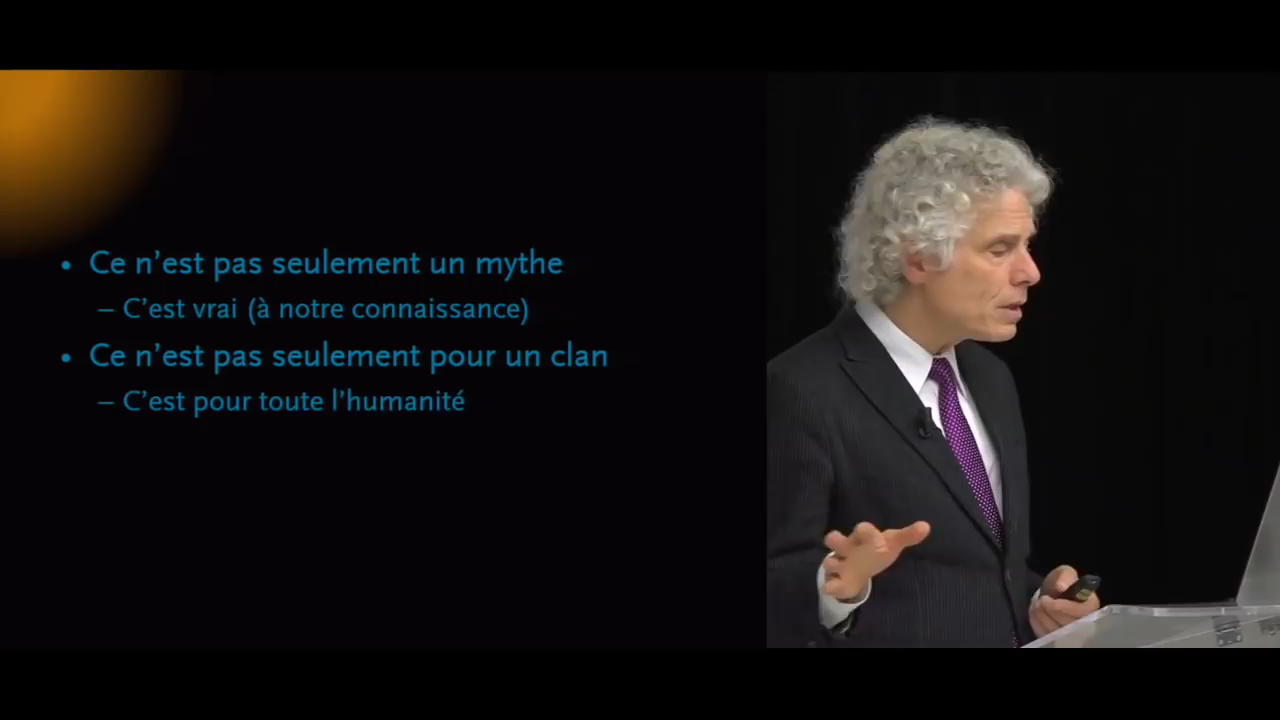 • Ce n'est pas seulement un mythe
– C'est vrai (à notre connaissance)
• Ce n'est pas seulement pour un clan
– C'est pour toute l'humanité